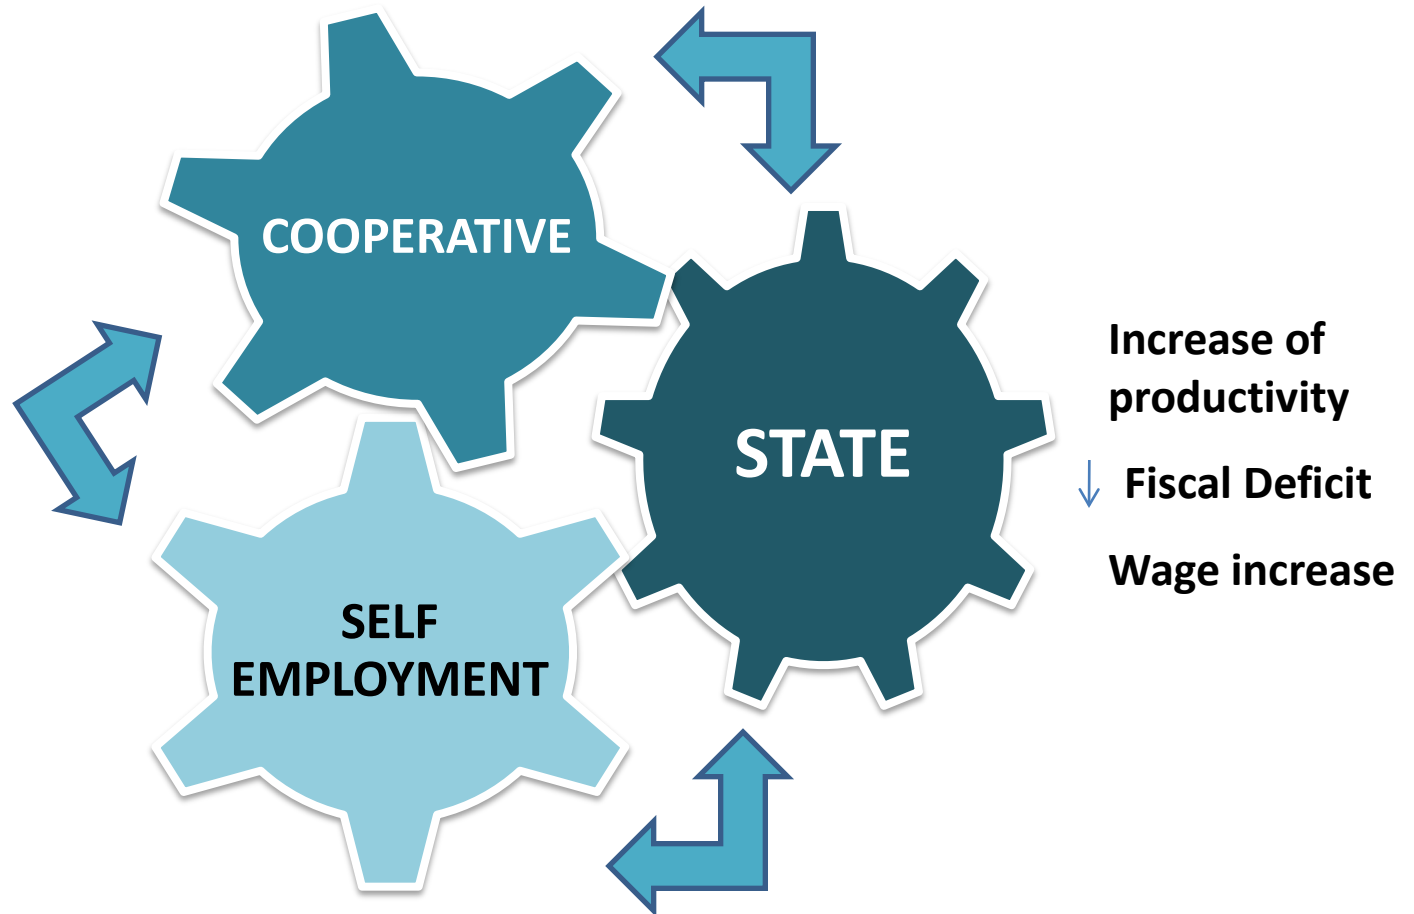 COOPERATIVE
STATE
SELF
EMPLOYMENT
Increase of
productivity
↓ Fiscal Deficit
Wage increase